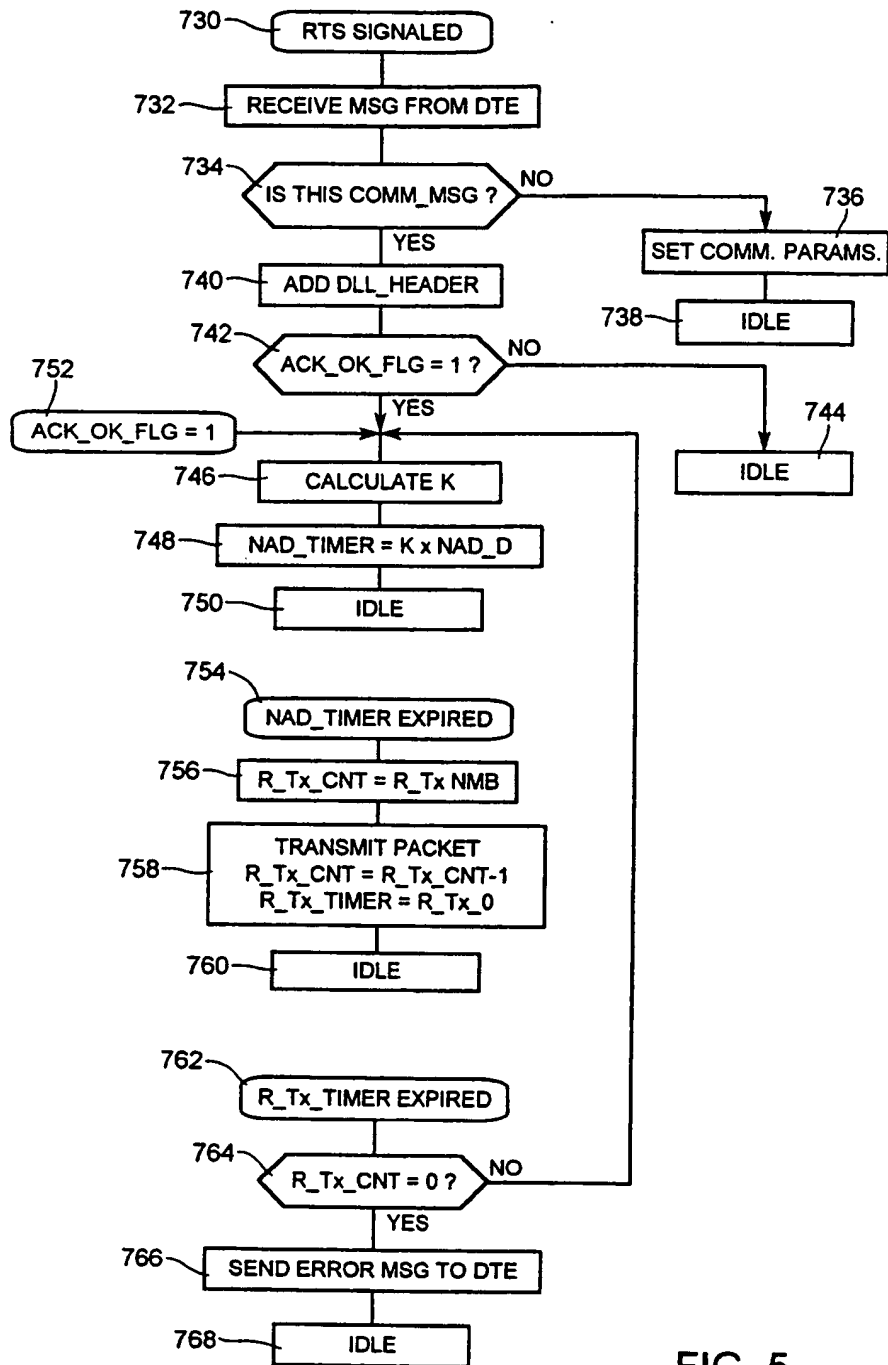 730 RTS SIGNALED
732 RECEIVE MSG FROM DTE
734 IS THIS COMM_MSG ? NO
YES
736
SET COMM. PARAMS.
740 ADD DLL_HEADER
738 IDLE
742 ACK_OK_FLG = 1 ? NO
YES
744
IDLE
752
ACK_OK_FLG = 1
746 CALCULATE K
748 NAD_TIMER = K x NAD_D
750 IDLE
754
NAD_TIMER EXPIRED
756 R_Tx_CNT = R_Tx NMB
758 TRANSMIT PACKET
R_Tx_CNT = R_Tx_CNT-1
R_Tx_TIMER = R_Tx_0
760 IDLE
762
R_Tx_TIMER EXPIRED
764 R_Tx_CNT = 0 ? NO
YES
766 SEND ERROR MSG TO DTE
768 IDLE
FIG. 5